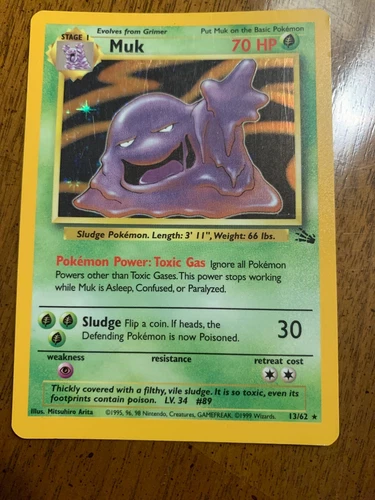 Evolves from Grimer Put Muk on the Basic Pokémon
STAGE 1 Muk 70 HP
Sludge Pokémon. Length: 3' 11", Weight: 66 lbs.
Pokémon Power: Toxic Gas Ignore all Pokémon
Powers other than Toxic Gases. This power stops working
while Muk is Asleep, Confused, or Paralyzed.
Sludge Flip a coin. If heads, the 30
Defending Pokémon is now Poisoned.
weakness resistance retreat cost
Thickly covered with a filthy, vile sludge. It is so toxic, even its
footprints contain poison. LV. 34 #89
Illus. Mitsuhiro Arita ©1995, 96, 98 Nintendo, Creatures, GAMEFREAK. ©1999 Wizards. 13/62 ★